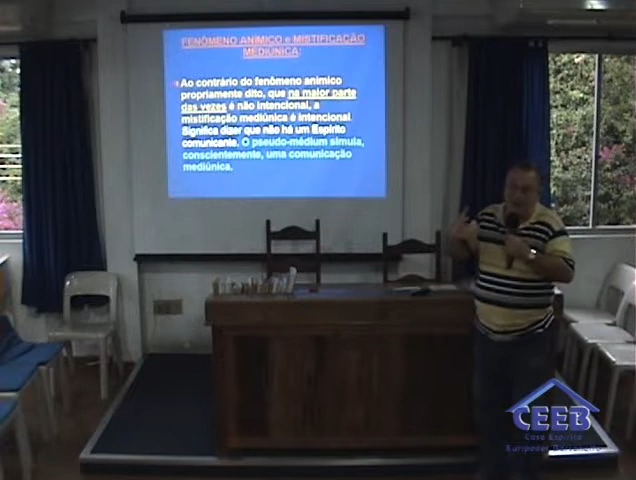 FENÔMENO ANÍMICO e MISTIFICAÇÃO
MEDIÚNICA:
Ao contrário do fenômeno anímico
propriamente dito, que na maior parte
das vezes é não intencional, a
mistificação mediúnica é intencional.
Significa dizer que não há um Espírito
comunicante. O pseudo-médium simula,
conscientemente, uma comunicação
mediúnica.
CEEB
Casa Espírita
Eurípedes